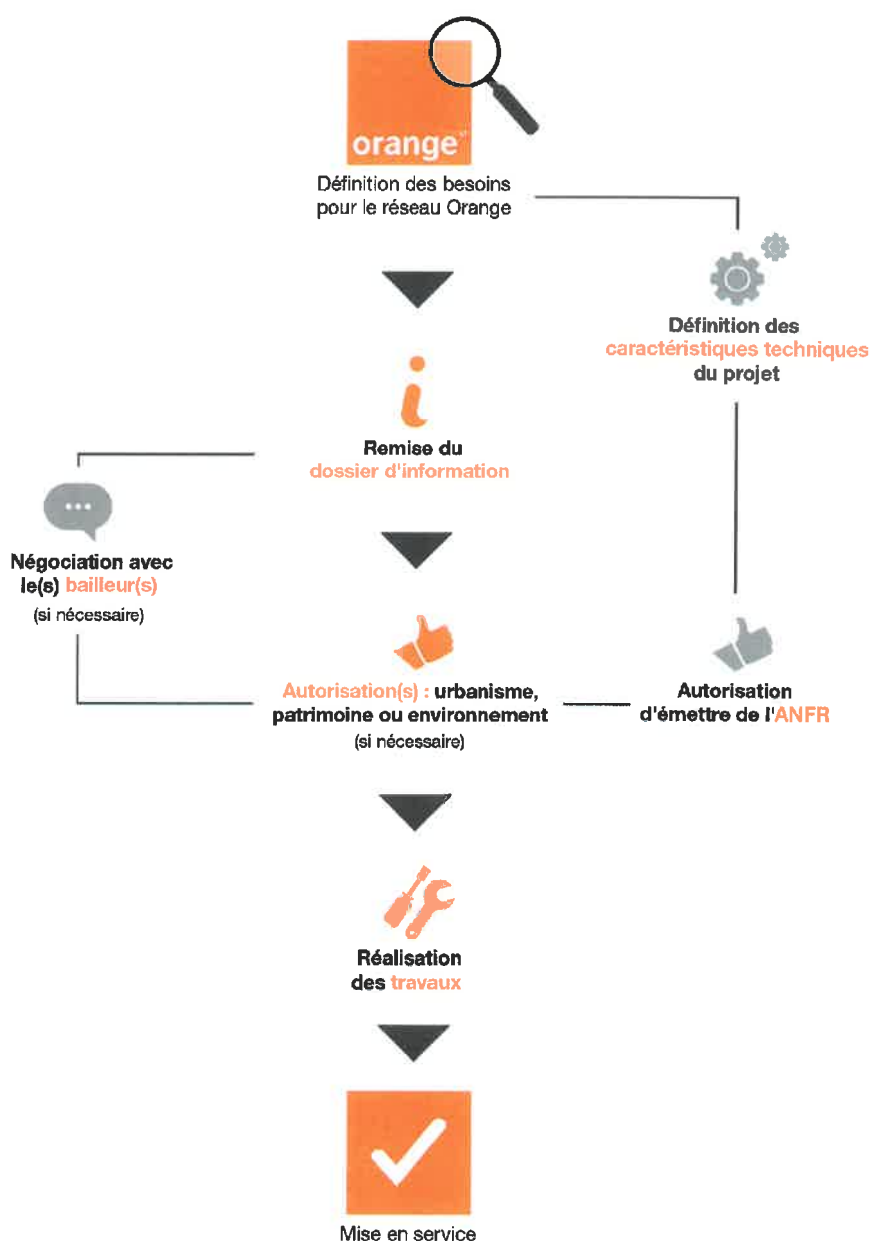 orange
Définition des besoins
pour le réseau Orange
Définition des
caractéristiques techniques
du projet
Remise du
dossier d'information
Négociation avec
le(s) bailleur(s)
(si nécessaire)
Autorisation(s) : urbanisme,
patrimoine ou environnement
(si nécessaire)
Autorisation
d'émettre de l'ANFR
Réalisation
des travaux
Mise en service